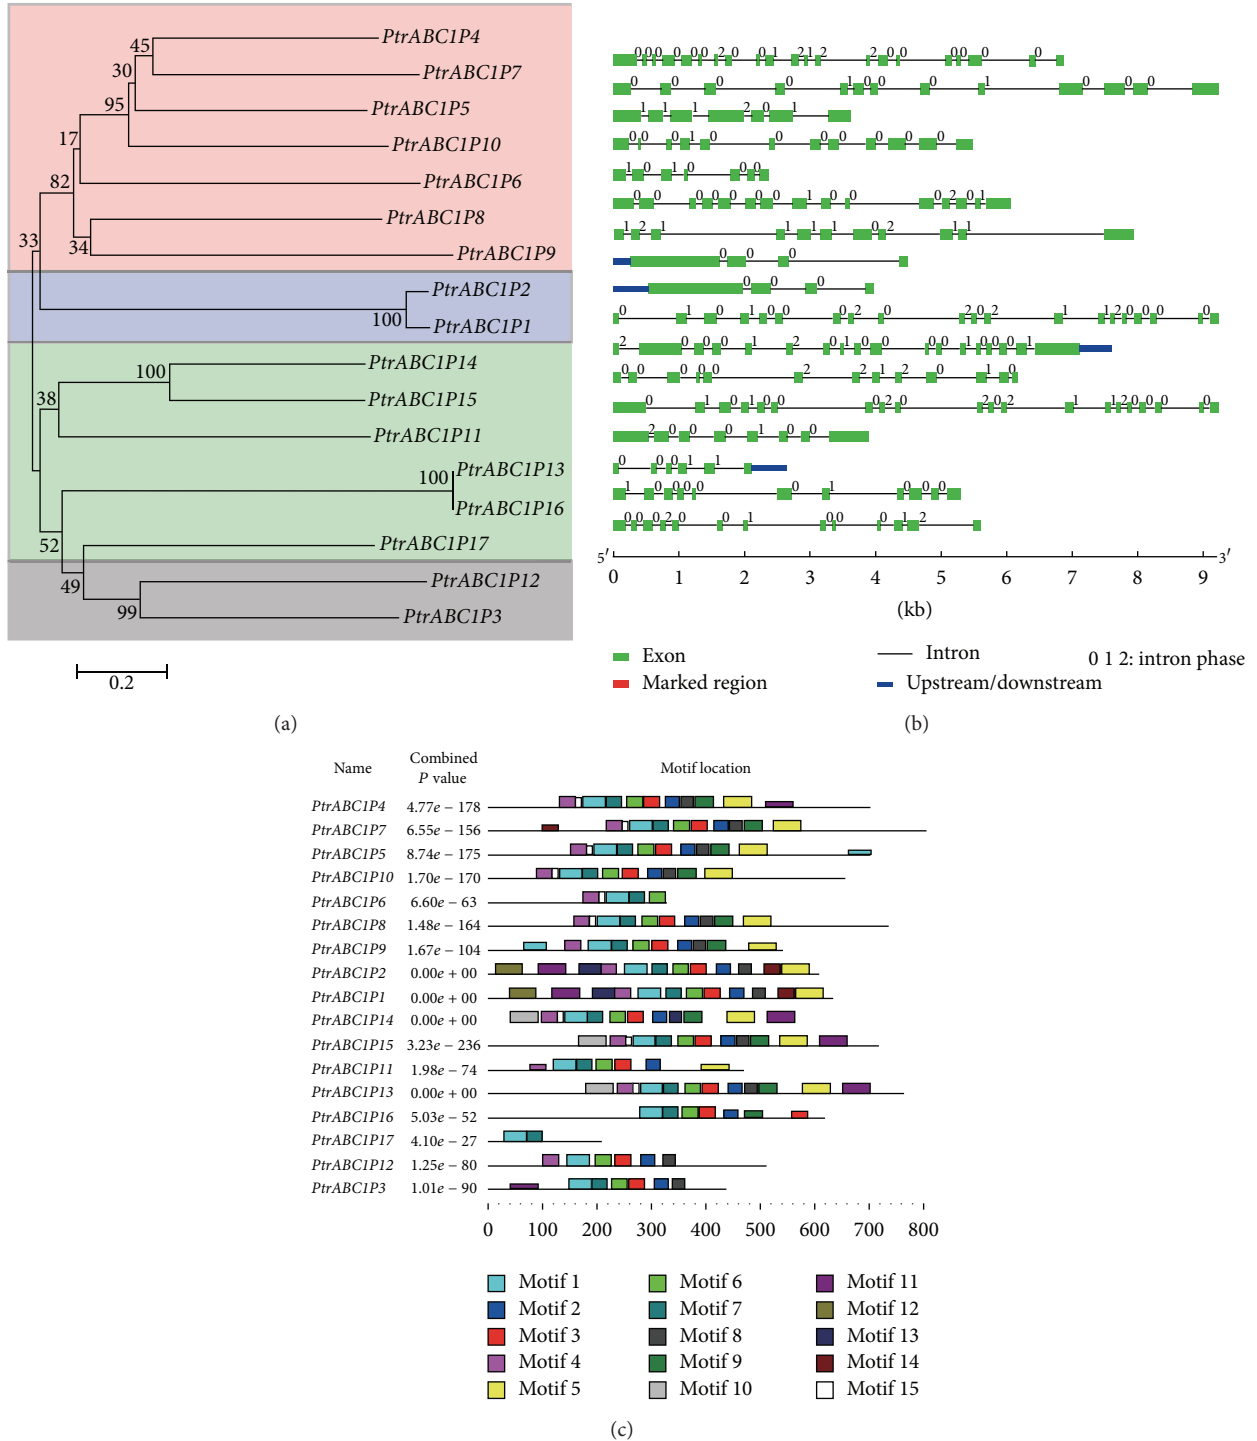 PtrABC1P4
PtrABC1P7
PtrABC1P5
PtrABC1P10
PtrABC1P6
PtrABC1P8
PtrABC1P9
PtrABC1P2
PtrABC1P1
PtrABC1P14
PtrABC1P15
PtrABC1P11
PtrABC1P13
PtrABC1P16
PtrABC1P17
PtrABC1P12
PtrABC1P3
45
30
95
17
82
34
33
100
100
38
100
52
49
99
0.2
(a)
5′ 3′
0 1 2 3 4 5 6 7 8 9
(kb)
Exon
Intron
0 1 2: intron phase
Marked region
Upstream/downstream
(b)
Name Combined P value Motif location
PtrABC1P4 4.77e − 178
PtrABC1P7 6.55e − 156
PtrABC1P5 8.74e − 175
PtrABC1P10 1.70e − 170
PtrABC1P6 6.60e − 63
PtrABC1P8 1.48e − 164
PtrABC1P9 1.67e − 104
PtrABC1P2 0.00e + 00
PtrABC1P1 0.00e + 00
PtrABC1P14 0.00e + 00
PtrABC1P15 3.23e − 236
PtrABC1P11 1.98e − 74
PtrABC1P13 0.00e + 00
PtrABC1P16 5.03e − 52
PtrABC1P17 4.10e − 27
PtrABC1P12 1.25e − 80
PtrABC1P3 1.01e − 90
0 100 200 300 400 500 600 700 800
Motif 1 Motif 6 Motif 11
Motif 2 Motif 7 Motif 12
Motif 3 Motif 8 Motif 13
Motif 4 Motif 9 Motif 14
Motif 5 Motif 10 Motif 15
(c)